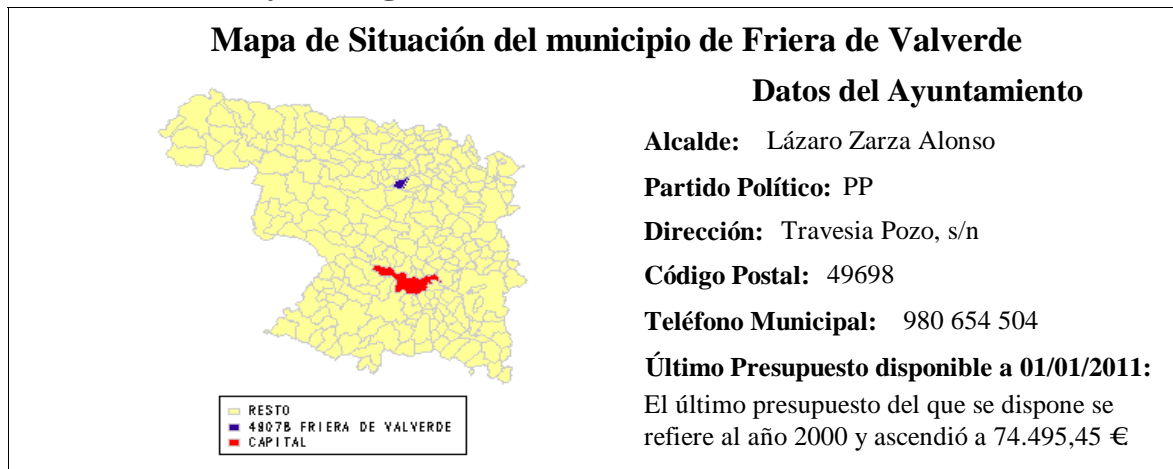 Mapa de Situación del municipio de Friera de Valverde
Datos del Ayuntamiento
Alcalde: Lázaro Zarza Alonso
Partido Político: PP
Dirección: Travesia Pozo, s/n
Código Postal: 49698
Teléfono Municipal: 980 654 504
Último Presupuesto disponible a 01/01/2011:
El último presupuesto del que se dispone se
refiere al año 2000 y ascendió a 74.495,45 €
RESTO
49078 FRIERA DE VALVERDE
CAPITAL